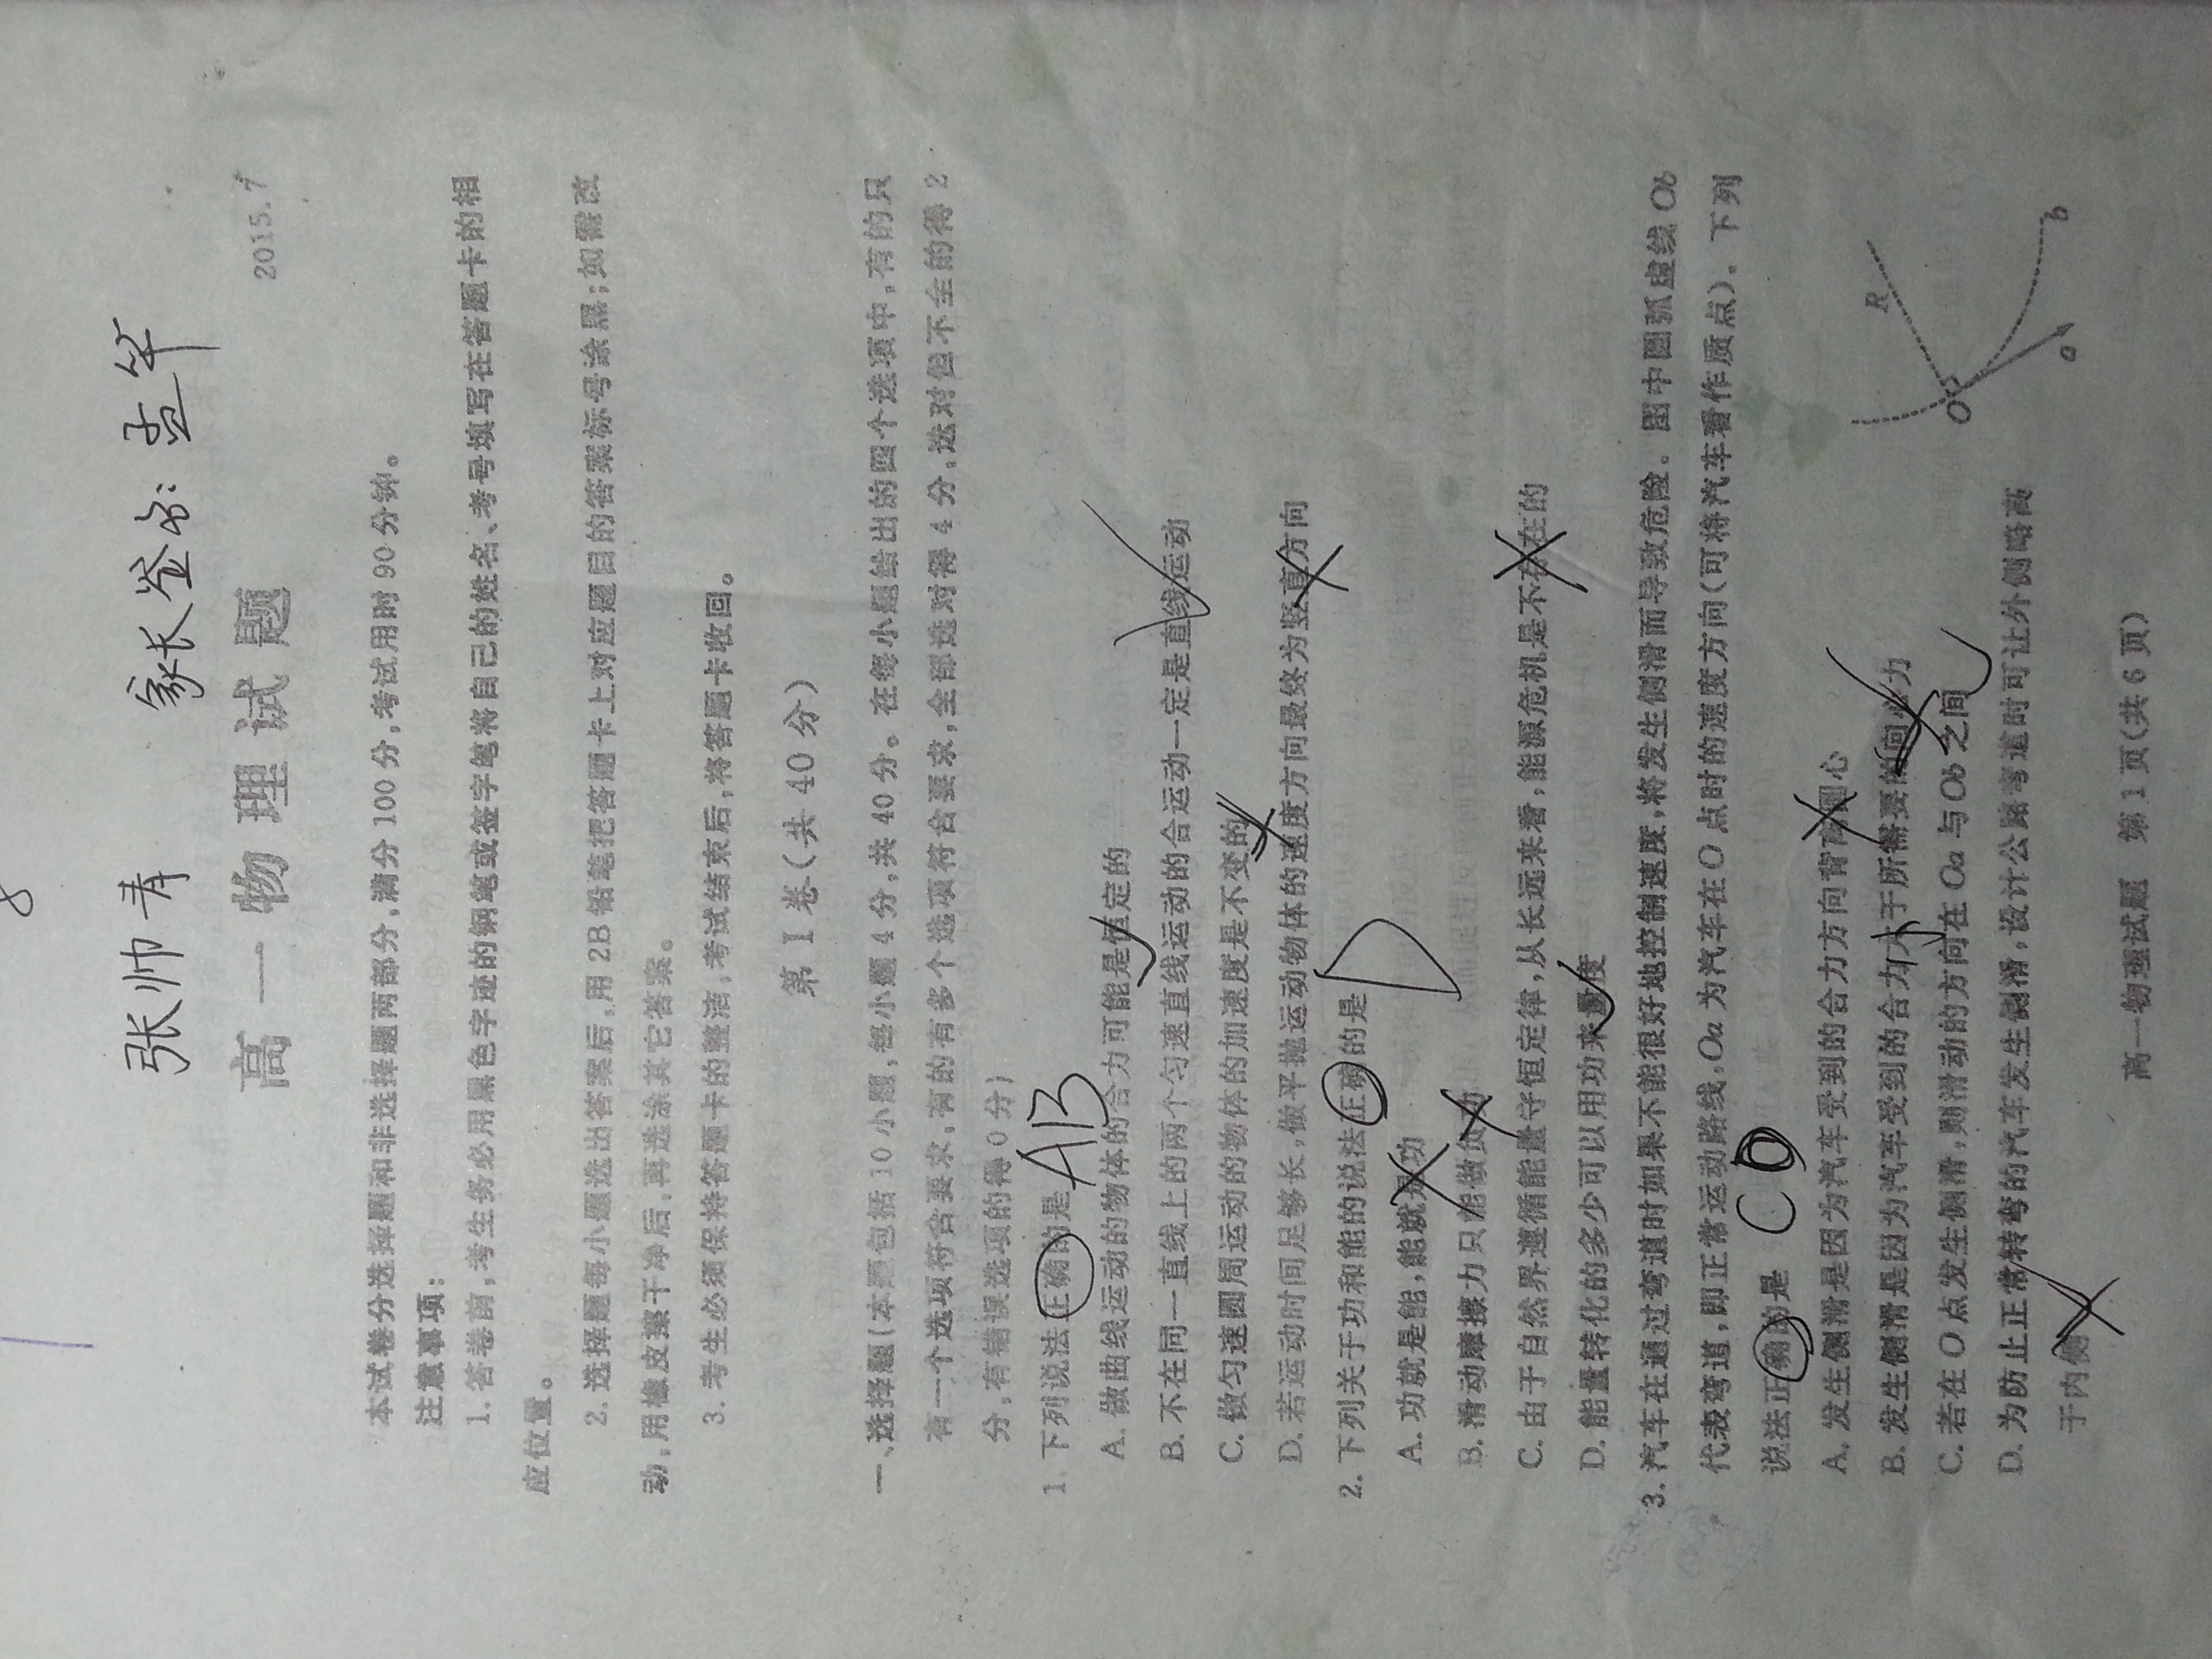 8
张帅青 家长签名: 孟竿
高一物理试题
2015.7
本试卷分选择题和非选择题两部分,满分100分,考试用时90分钟。
注意事项:
1. 答卷前,考生务必用黑色字迹的钢笔或签字笔将自己的姓名、考号填写在答题卡的相
应位置。
2. 选择题每小题选出答案后,用2B铅笔把答题卡上对应题目的答案标号涂黑;如需改
动,用橡皮擦干净后,再选涂其它答案。
3. 考生必须保持答题卡的整洁,考试结束后,将答题卡收回。
第Ⅰ卷(共40分)
一、选择题(本题包括10小题,每小题4分,共40分。在每小题给出的四个选项中,有的只
有一个选项符合要求,有的有多个选项符合要求,全部选对得4分,选对但不全的得2
分,有错误选项的得0分)
1. 下列说法正确的是 AB
A. 做曲线运动的物体的合力可能是恒定的
B. 不在同一直线上的两个匀速直线运动的合运动一定是直线运动
C. 做匀速圆周运动的物体的加速度是不变的
D. 若运动时间足够长,做平抛运动物体的速度方向最终为竖直方向
2. 下列关于功和能的说法正确的是 D
A. 功就是能,能就是功
B. 滑动摩擦力只能做负功
C. 由于自然界遵循能量守恒定律,从长远来看,能源危机是不存在的
D. 能量转化的多少可以用功来量度
3. 汽车在通过弯道时如果不能很好地控制速度,将发生侧滑而导致危险。图中圆弧虚线Ob
代表弯道,即正常运动路线,Oa为汽车在O点时的速度方向(可将汽车看作质点)。下列
说法正确的是 CD
A. 发生侧滑是因为汽车受到的合力方向背离圆心
B. 发生侧滑是因为汽车受到的合力大于所需要的向心力
小
C. 若在O点发生侧滑,则滑动的方向在Oa与Ob之间
D. 为防止正常转弯的汽车发生侧滑,设计公路弯道时可让外侧略高
于内侧
R
O
a
b
高一物理试题 第1页(共6页)